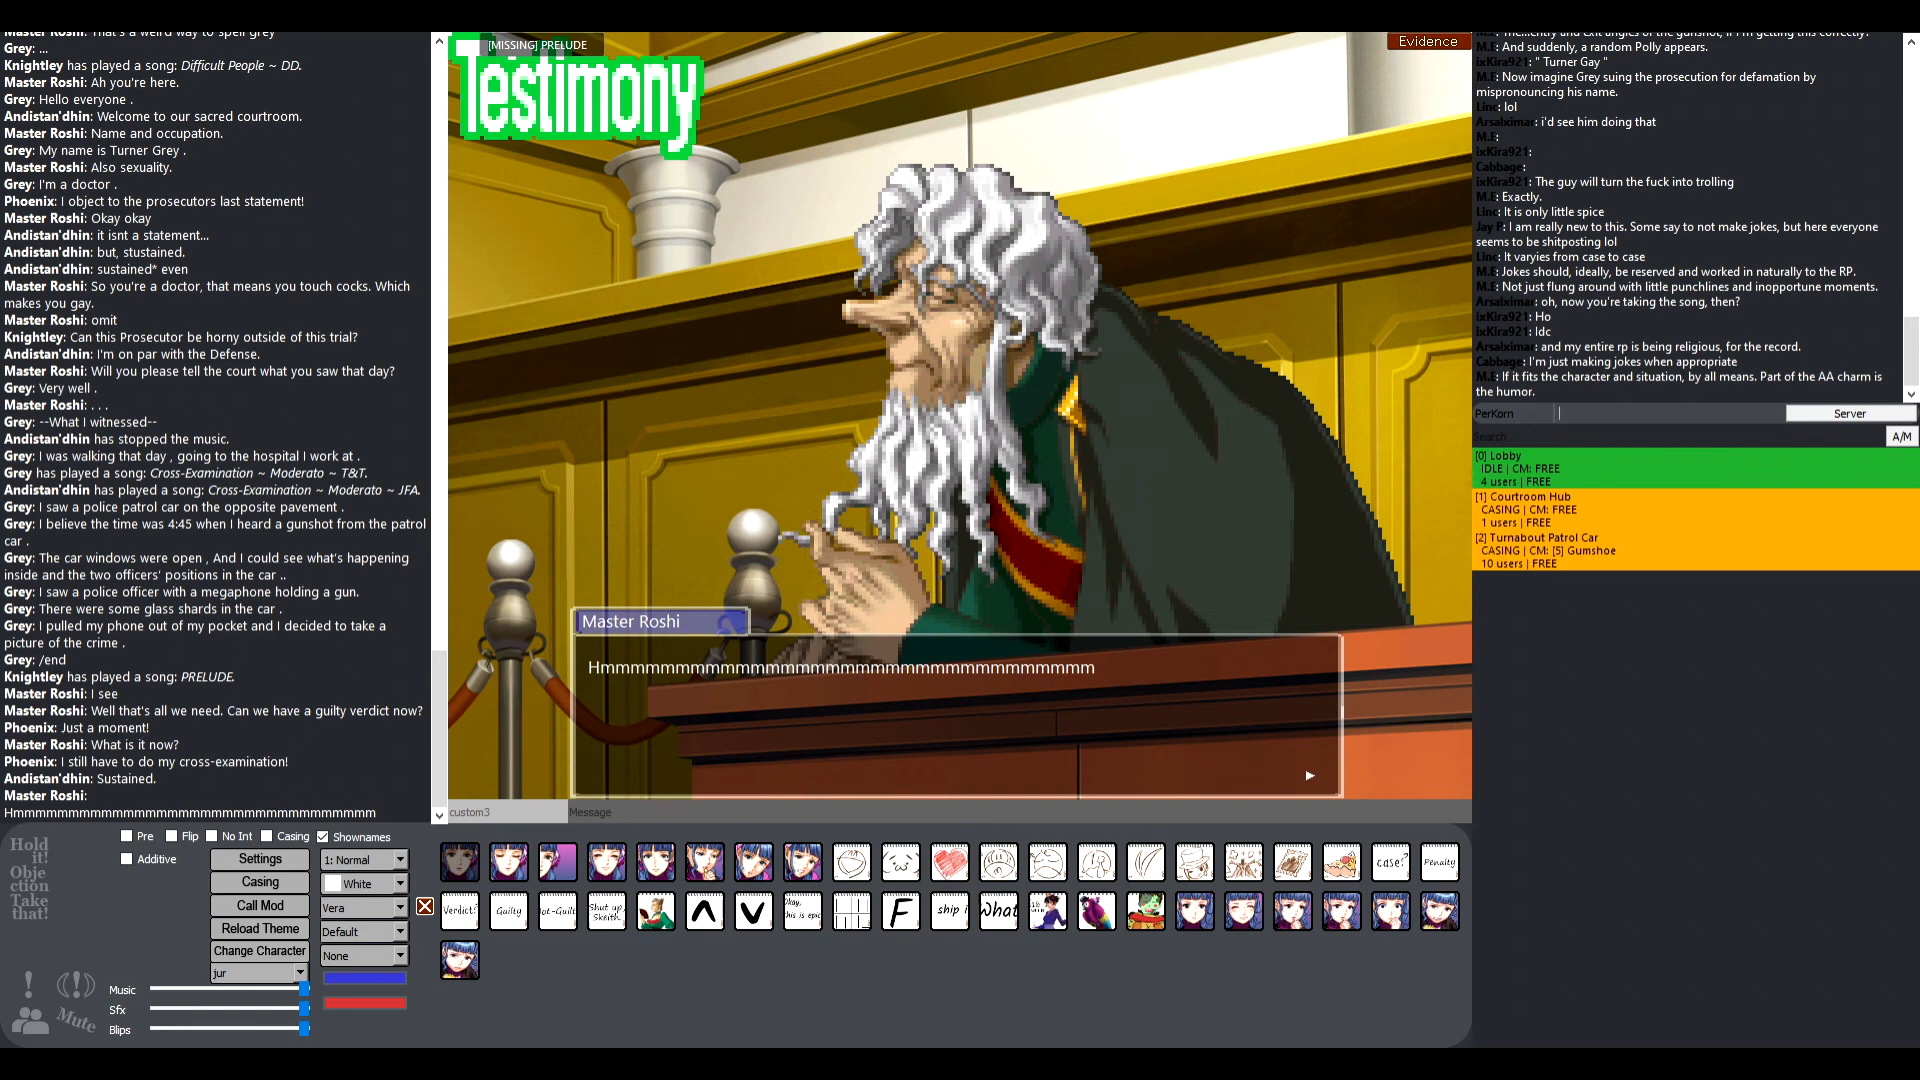 Master Roshi: That's a weird way to spell grey
Grey: ...
Knightley has played a song: Difficult People ~ DD.
Master Roshi: Ah you're here.
Grey: Hello everyone .
Andistan'dhin: Welcome to our sacred courtroom.
Master Roshi: Name and occupation.
Grey: My name is Turner Grey .
Master Roshi: Also sexuality.
Grey: I'm a doctor .
Phoenix: I object to the prosecutors last statement!
Master Roshi: Okay okay
Andistan'dhin: it isnt a statement...
Andistan'dhin: but, stustained.
Andistan'dhin: sustained* even
Master Roshi: So you're a doctor, that means you touch cocks. Which
makes you gay.
Master Roshi: omit
Knightley: Can this Prosecutor be horny outside of this trial?
Andistan'dhin: I'm on par with the Defense.
Master Roshi: Will you please tell the court what you saw that day?
Grey: Very well .
Master Roshi: . . .
Grey: --What I witnessed--
Andistan'dhin has stopped the music.
Grey: I was walking that day , going to the hospital I work at .
Grey has played a song: Cross-Examination ~ Moderato ~ T&T.
Andistan'dhin has played a song: Cross-Examination ~ Moderato ~ JFA.
Grey: I saw a police patrol car on the opposite pavement .
Grey: I believe the time was 4:45 when I heard a gunshot from the patrol
car .
Grey: The car windows were open , And I could see what's happening
inside and the two officers' positions in the car ..
Grey: I saw a police officer with a megaphone holding a gun.
Grey: There were some glass shards in the car .
Grey: I pulled my phone out of my pocket and I decided to take a
picture of the crime .
Grey: /end
Knightley has played a song: PRELUDE.
Master Roshi: I see
Master Roshi: Well that's all we need. Can we have a guilty verdict now?
Phoenix: Just a moment!
Master Roshi: What is it now?
Phoenix: I still have to do my cross-examination!
Andistan'dhin: Sustained.
Master Roshi:
Hmmmmmmmmmmmmmmmmmmmmmmmmmmmmmmmmm
[MISSING] PRELUDE
Testimony
Evidence
Master Roshi
Hmmmmmmmmmmmmmmmmmmmmmmmmmmmmmmmmm
custom3
Message
M.E: And suddenly, a random Polly appears.
ixKira921: " Turner Gay "
M.E: Now imagine Grey suing the prosecution for defamation by
mispronouncing his name.
Linc: lol
Arsalximar: i'd see him doing that
M.E:
ixKira921:
Cabbage:
ixKira921: The guy will turn the fuck into trolling
M.E: Exactly.
Linc: It is only little spice
Jay P: I am really new to this. Some say to not make jokes, but here everyone
seems to be shitposting lol
Linc: It varyies from case to case
M.E: Jokes should, ideally, be reserved and worked in naturally to the RP.
M.E: Not just flung around with little punchlines and inopportune moments.
Arsalximar: oh, now you're taking the song, then?
ixKira921: Ho
ixKira921: Idc
Arsalximar: and my entire rp is being religious, for the record.
Cabbage: I'm just making jokes when appropriate
M.E: If it fits the character and situation, by all means. Part of the AA charm is
the humor.
PerKorn
Server
Search
A/M
[0] Lobby
IDLE | CM: FREE
4 users | FREE
[1] Courtroom Hub
CASING | CM: FREE
1 users | FREE
[2] Turnabout Patrol Car
CASING | CM: [5] Gumshoe
10 users | FREE
Hold
it!
Obje
ction
Take
that!
Pre
Flip
No Int
Casing
Shownames
Additive
Settings
Casing
Call Mod
Reload Theme
Change Character
jur
1: Normal
White
Vera
Default
None
Music
Sfx
Blips
Mute
case?
Penalty
Verdict?
Guilty
ot-Guilt
Shut up,
Skeith.
Okay,
his is epic
F
ship i
What